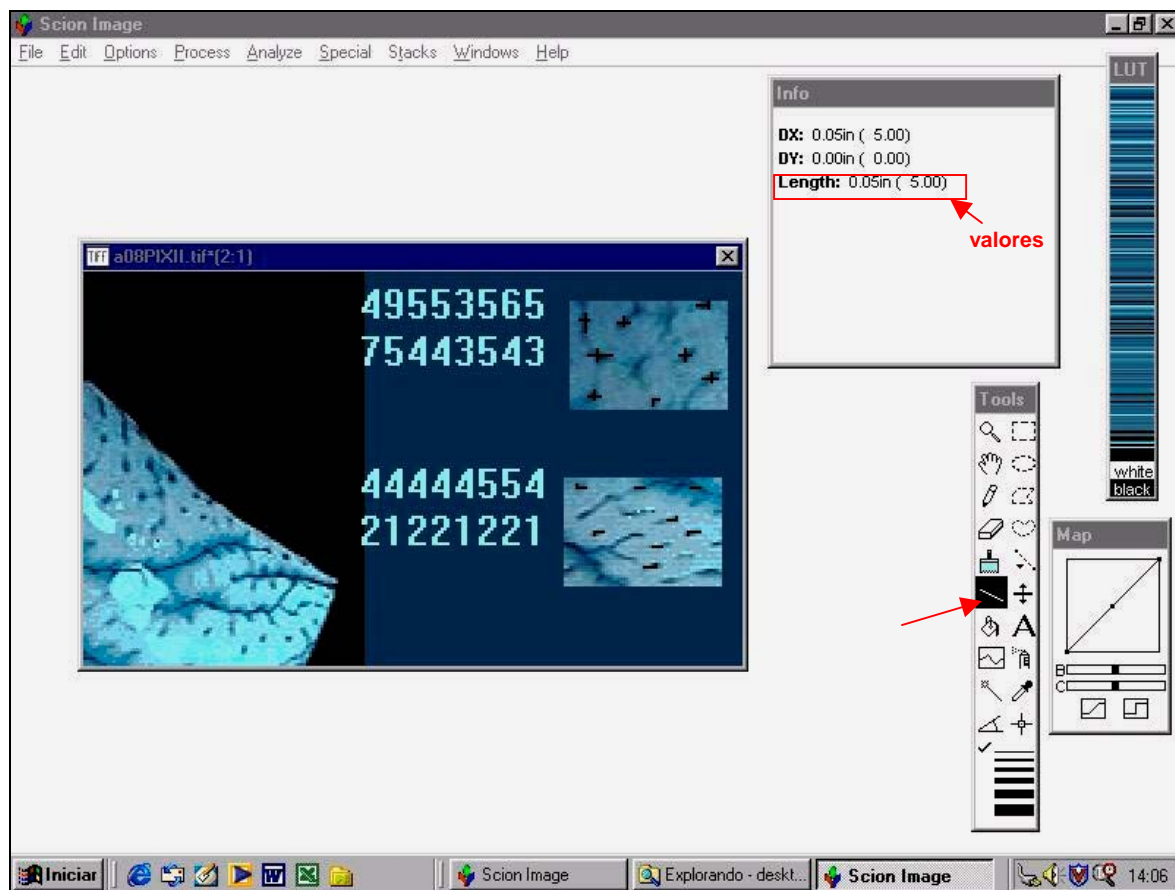 Scion Image
File Edit Options Process Analyze Special Stacks Windows Help
LUT
Info
DX: 0.05in ( 5.00)
DY: 0.00in ( 0.00)
Length: 0.05in ( 5.00)
valores
TIFF a08PIXII.tif*(2:1)
49553565
75443543
44444554
21221221
Tools
A
white
black
Map
B
C
Iniciar Scion Image Explorando - deskt... Scion Image 14:06